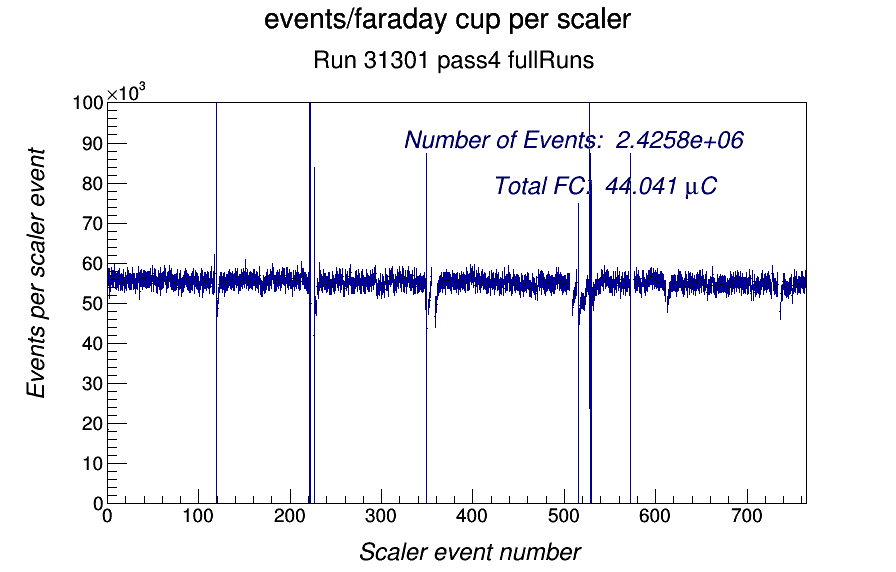 events/faraday cup per scaler
Run 31301 pass4 fullRuns
×10³
100
90
80
70
60
50
40
30
20
10
0
Events per scaler event
Number of Events: 2.4258e+06
Total FC: 44.041 μC
0 100 200 300 400 500 600 700
Scaler event number